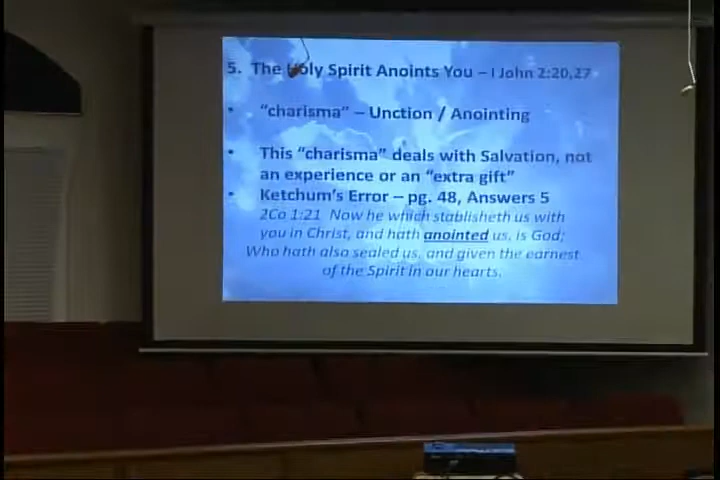 5. The Holy Spirit Anoints You – I John 2:20,27
• "charisma" – Unction / Anointing
• This "charisma" deals with Salvation, not
an experience or an "extra gift"
• Ketchum's Error – pg. 48, Answers 5
2Co 1:21 Now he which stablisheth us with
you in Christ, and hath anointed us, is God;
Who hath also sealed us, and given the earnest
of the Spirit in our hearts.